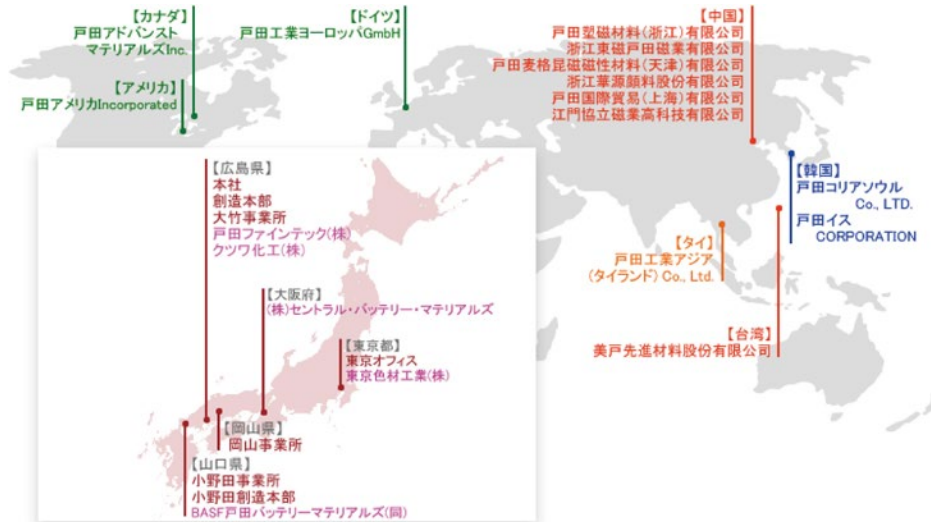 【カナダ】
戸田アドバンスト
マテリアルズInc.
【アメリカ】
戸田アメリカIncorporated
【ドイツ】
戸田工業ヨーロッパGmbH
【中国】
戸田塑磁材料(浙江)有限公司
浙江東磁戸田磁業有限公司
戸田麦格昆磁磁性材料(天津)有限公司
浙江華源顔料股份有限公司
戸田国際貿易(上海)有限公司
江門協立磁業高科技有限公司
【韓国】
戸田コリアソウル
Co., LTD.
戸田イス
CORPORATION
【タイ】
戸田工業アジア
(タイランド) Co., Ltd.
【台湾】
美戸先進材料股份有限公司
【広島県】
本社
創造本部
大竹事業所
戸田ファインテック(株)
クツワ化工(株)
【大阪府】
(株)セントラル・バッテリー・マテリアルズ
【東京都】
東京オフィス
東京色材工業(株)
【岡山県】
岡山事業所
【山口県】
小野田事業所
小野田創造本部
BASF戸田バッテリーマテリアルズ(同)